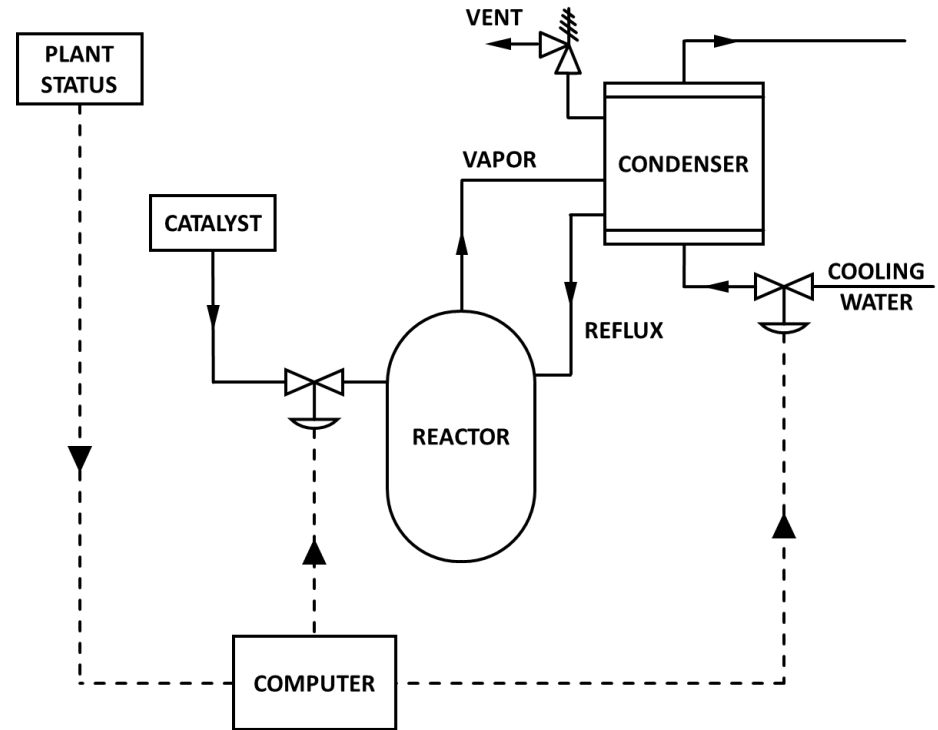 VENT
PLANT
STATUS
CONDENSER
VAPOR
CATALYST
COOLING
WATER
REFLUX
REACTOR
COMPUTER